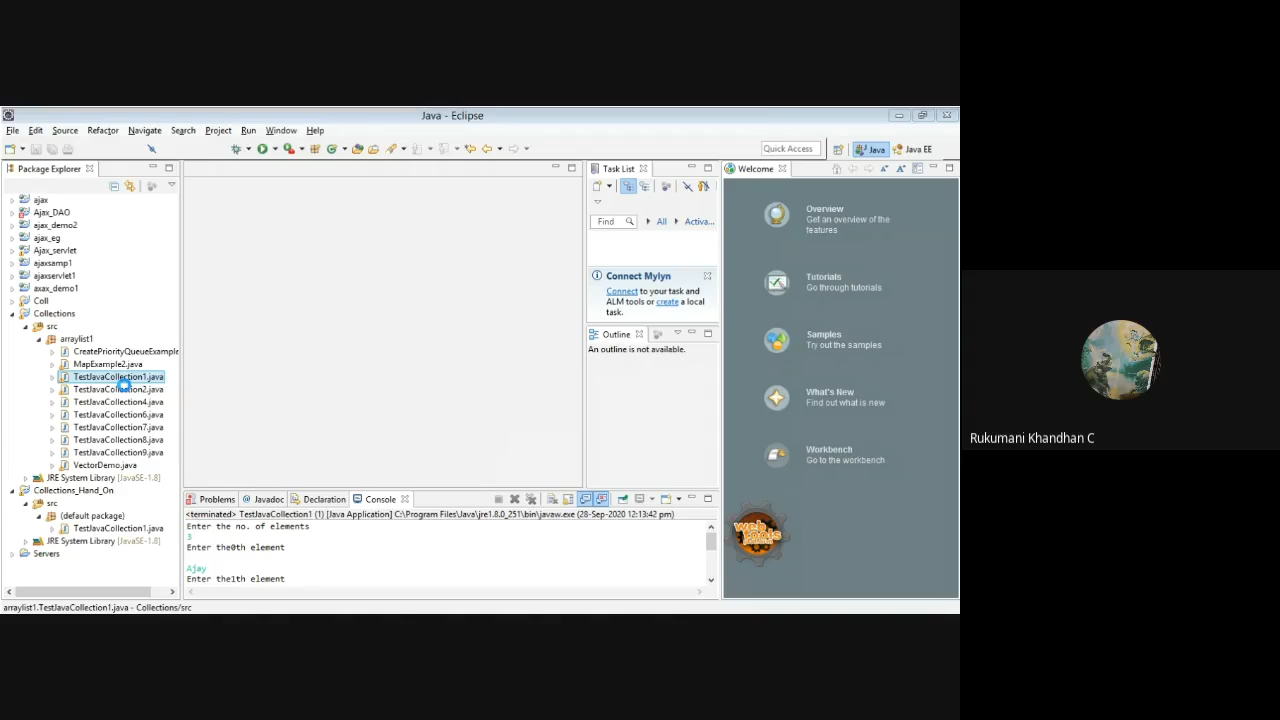 Java - Eclipse
File Edit Source Refactor Navigate Search Project Run Window Help
Quick Access
Java
Java EE
Package Explorer
ajax
Ajax_DAO
ajax_demo2
ajax_eg
Ajax_servlet
ajaxsamp1
ajaxservlet1
axax_demo1
Coll
Collections
src
arraylist1
CreatePriorityQueueExample
MapExample2.java
TestJavaCollection1.java
TestJavaCollection2.java
TestJavaCollection4.java
TestJavaCollection6.java
TestJavaCollection7.java
TestJavaCollection8.java
TestJavaCollection9.java
VectorDemo.java
JRE System Library [JavaSE-1.8]
Collections_Hand_On
src
(default package)
TestJavaCollection1.java
JRE System Library [JavaSE-1.8]
Servers
Task List
Find
All
Activa...
Connect Mylyn
Connect to your task and
ALM tools or create a local
task.
Outline
An outline is not available.
Welcome
Overview
Get an overview of the
features
Tutorials
Go through tutorials
Samples
Try out the samples
What's New
Find out what is new
Workbench
Go to the workbench
web
tools
Problems
Javadoc
Declaration
Console
<terminated> TestJavaCollection1 (1) [Java Application] C:\Program Files\Java\jre1.8.0_251\bin\javaw.exe (28-Sep-2020 12:13:42 pm)
Enter the no. of elements
3
Enter the0th element
Ajay
Enter the1th element
arraylist1.TestJavaCollection1.java - Collections/src
Rukumani Khandhan C